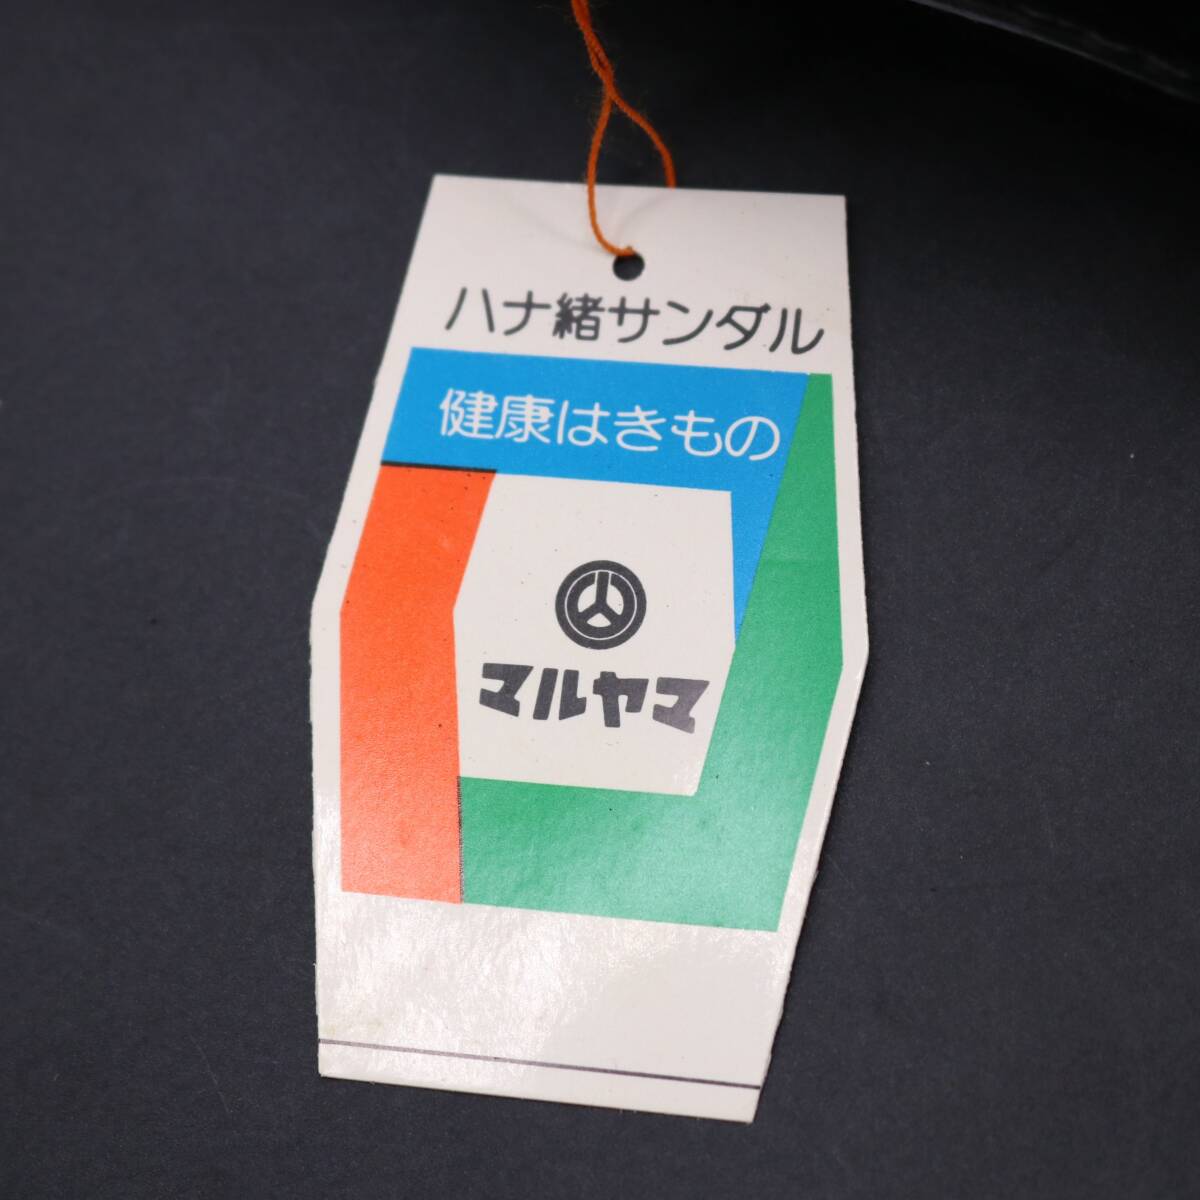 ハナ緒サンダル
健康はきもの
マルヤマ